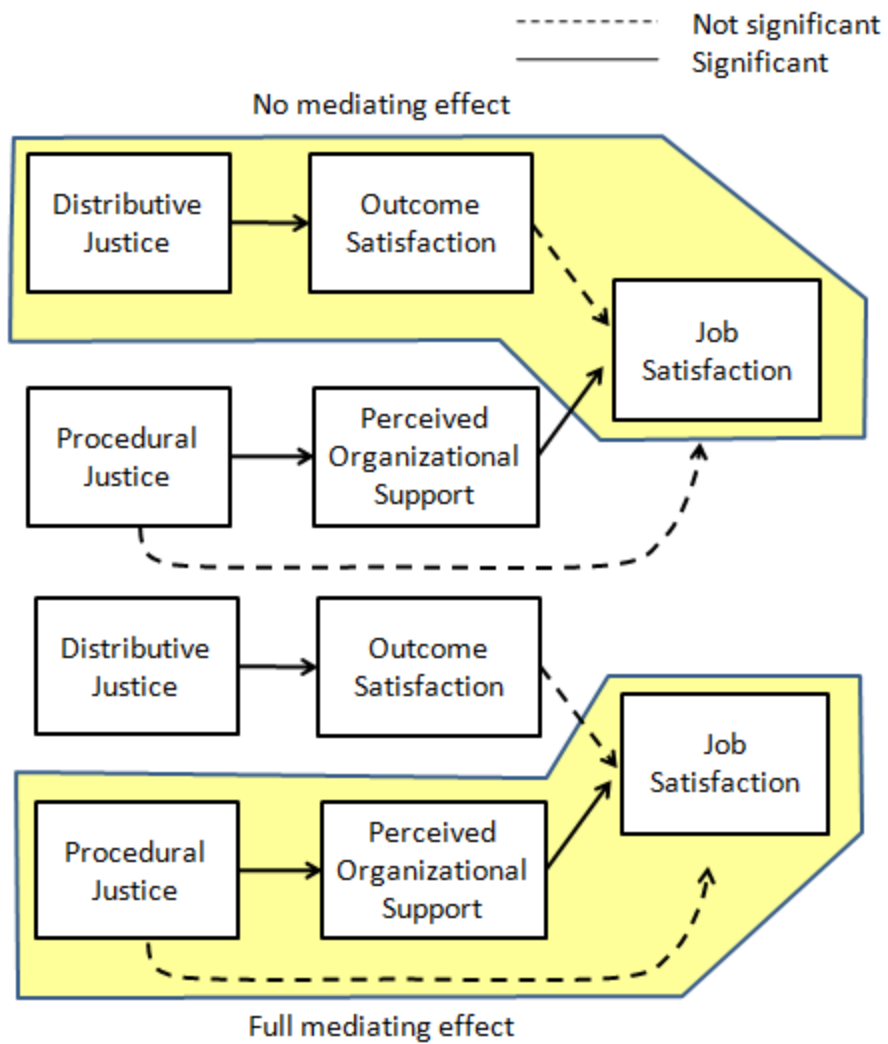 Not significant
Significant
No mediating effect
Distributive
Justice
Outcome
Satisfaction
Job
Satisfaction
Procedural
Justice
Perceived
Organizational
Support
Distributive
Justice
Outcome
Satisfaction
Job
Satisfaction
Procedural
Justice
Perceived
Organizational
Support
Full mediating effect